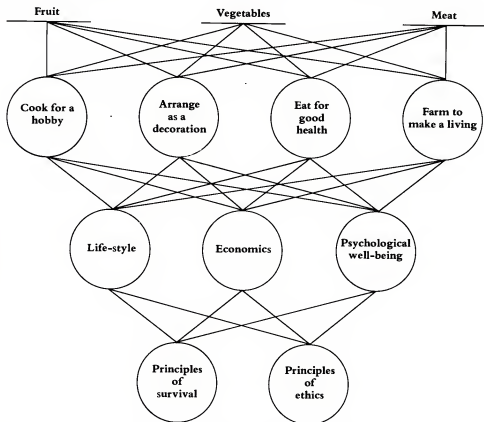 Fruit
Vegetables
Meat
Cook for a
hobby
Arrange
as a
decoration
Eat for
good
health
Farm to
make a living
Life-style
Economics
Psychological
well-being
Principles
of
survival
Principles
of
ethics